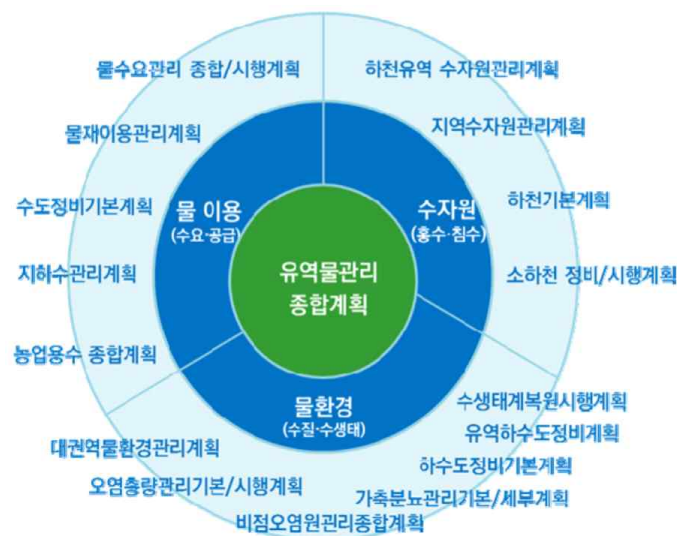 물수요관리 종합/시행계획
물재이용관리계획
수도정비기본계획
지하수관리계획
농업용수 종합계획
하천유역 수자원관리계획
지역수자원관리계획
하천기본계획
소하천 정비/시행계획
물 이용
(수요·공급)
수자원
(홍수·침수)
유역물관리
종합계획
물환경
(수질·수생태)
대권역물환경관리계획
오염총량관리기본/시행계획
비점오염원관리종합계획
수생태계복원시행계획
유역하수도정비계획
하수도정비기본계획
가축분뇨관리기본/세부계획